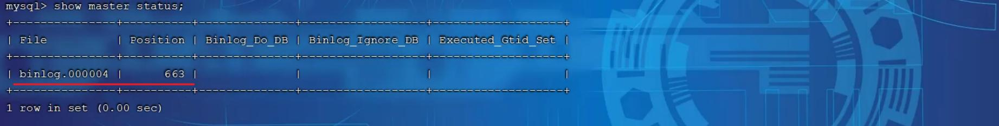 mysql> show master status;
+---------------+----------+--------------+------------------+-------------------+
| File          | Position | Binlog_Do_DB | Binlog_Ignore_DB | Executed_Gtid_Set |
+---------------+----------+--------------+------------------+-------------------+
| binlog.000004 |      663 |              |                  |                   |
+---------------+----------+--------------+------------------+-------------------+
1 row in set (0.00 sec)